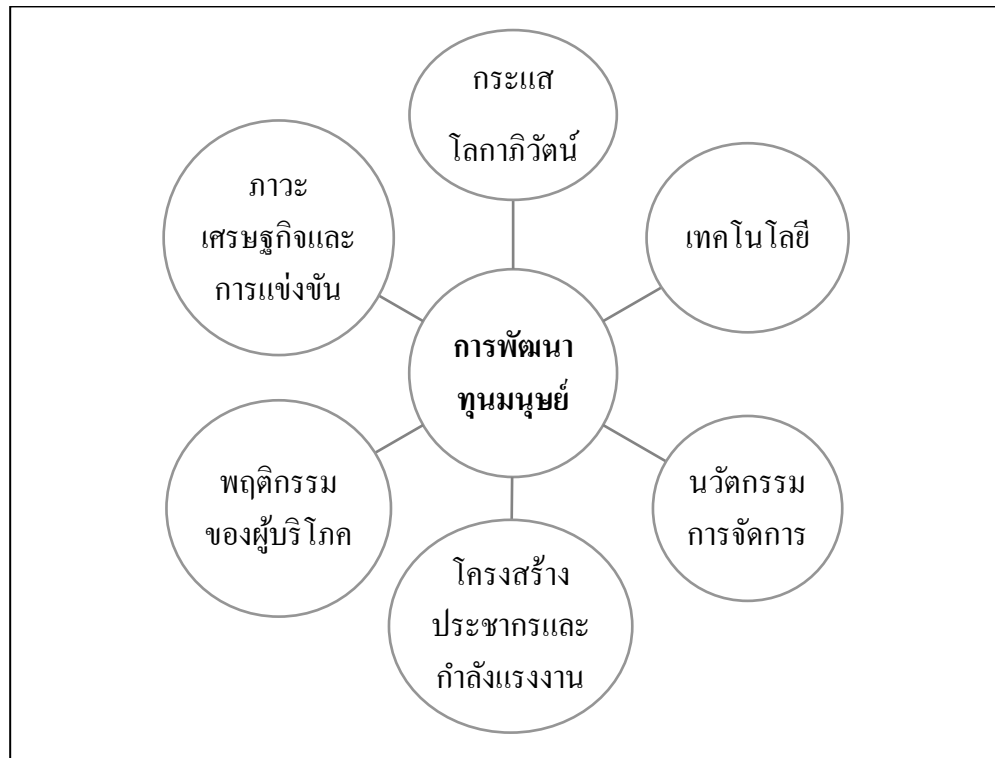 กระแส
โลกาภิวัตน์
ภาวะ
เศรษฐกิจและ
การแข่งขัน
เทคโนโลยี
การพัฒนา
ทุนมนุษย์
พฤติกรรม
ของผู้บริโภค
นวัตกรรม
การจัดการ
โครงสร้าง
ประชากรและ
กำลังแรงงาน